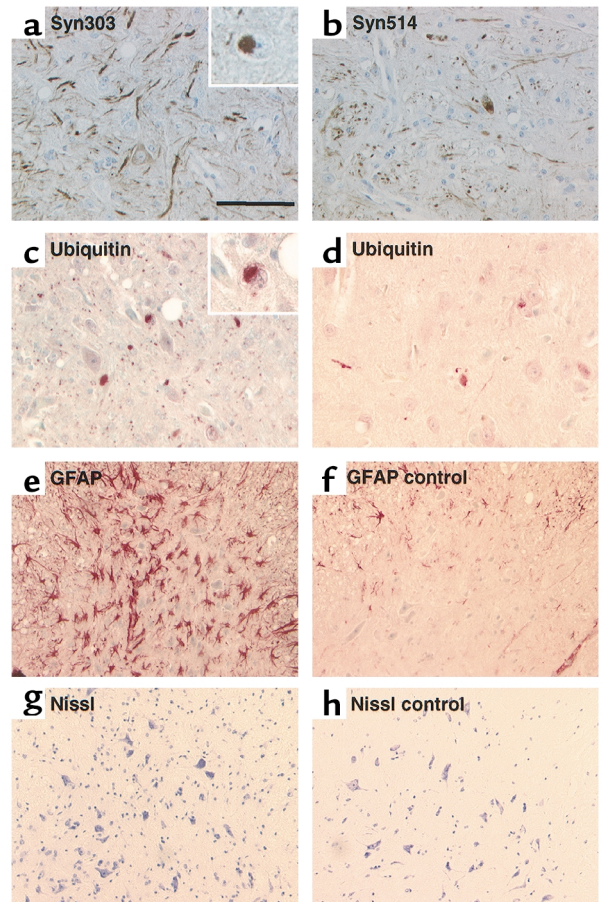 a Syn303
b Syn514
c Ubiquitin
d Ubiquitin
e GFAP
f GFAP control
g Nissl
h Nissl control